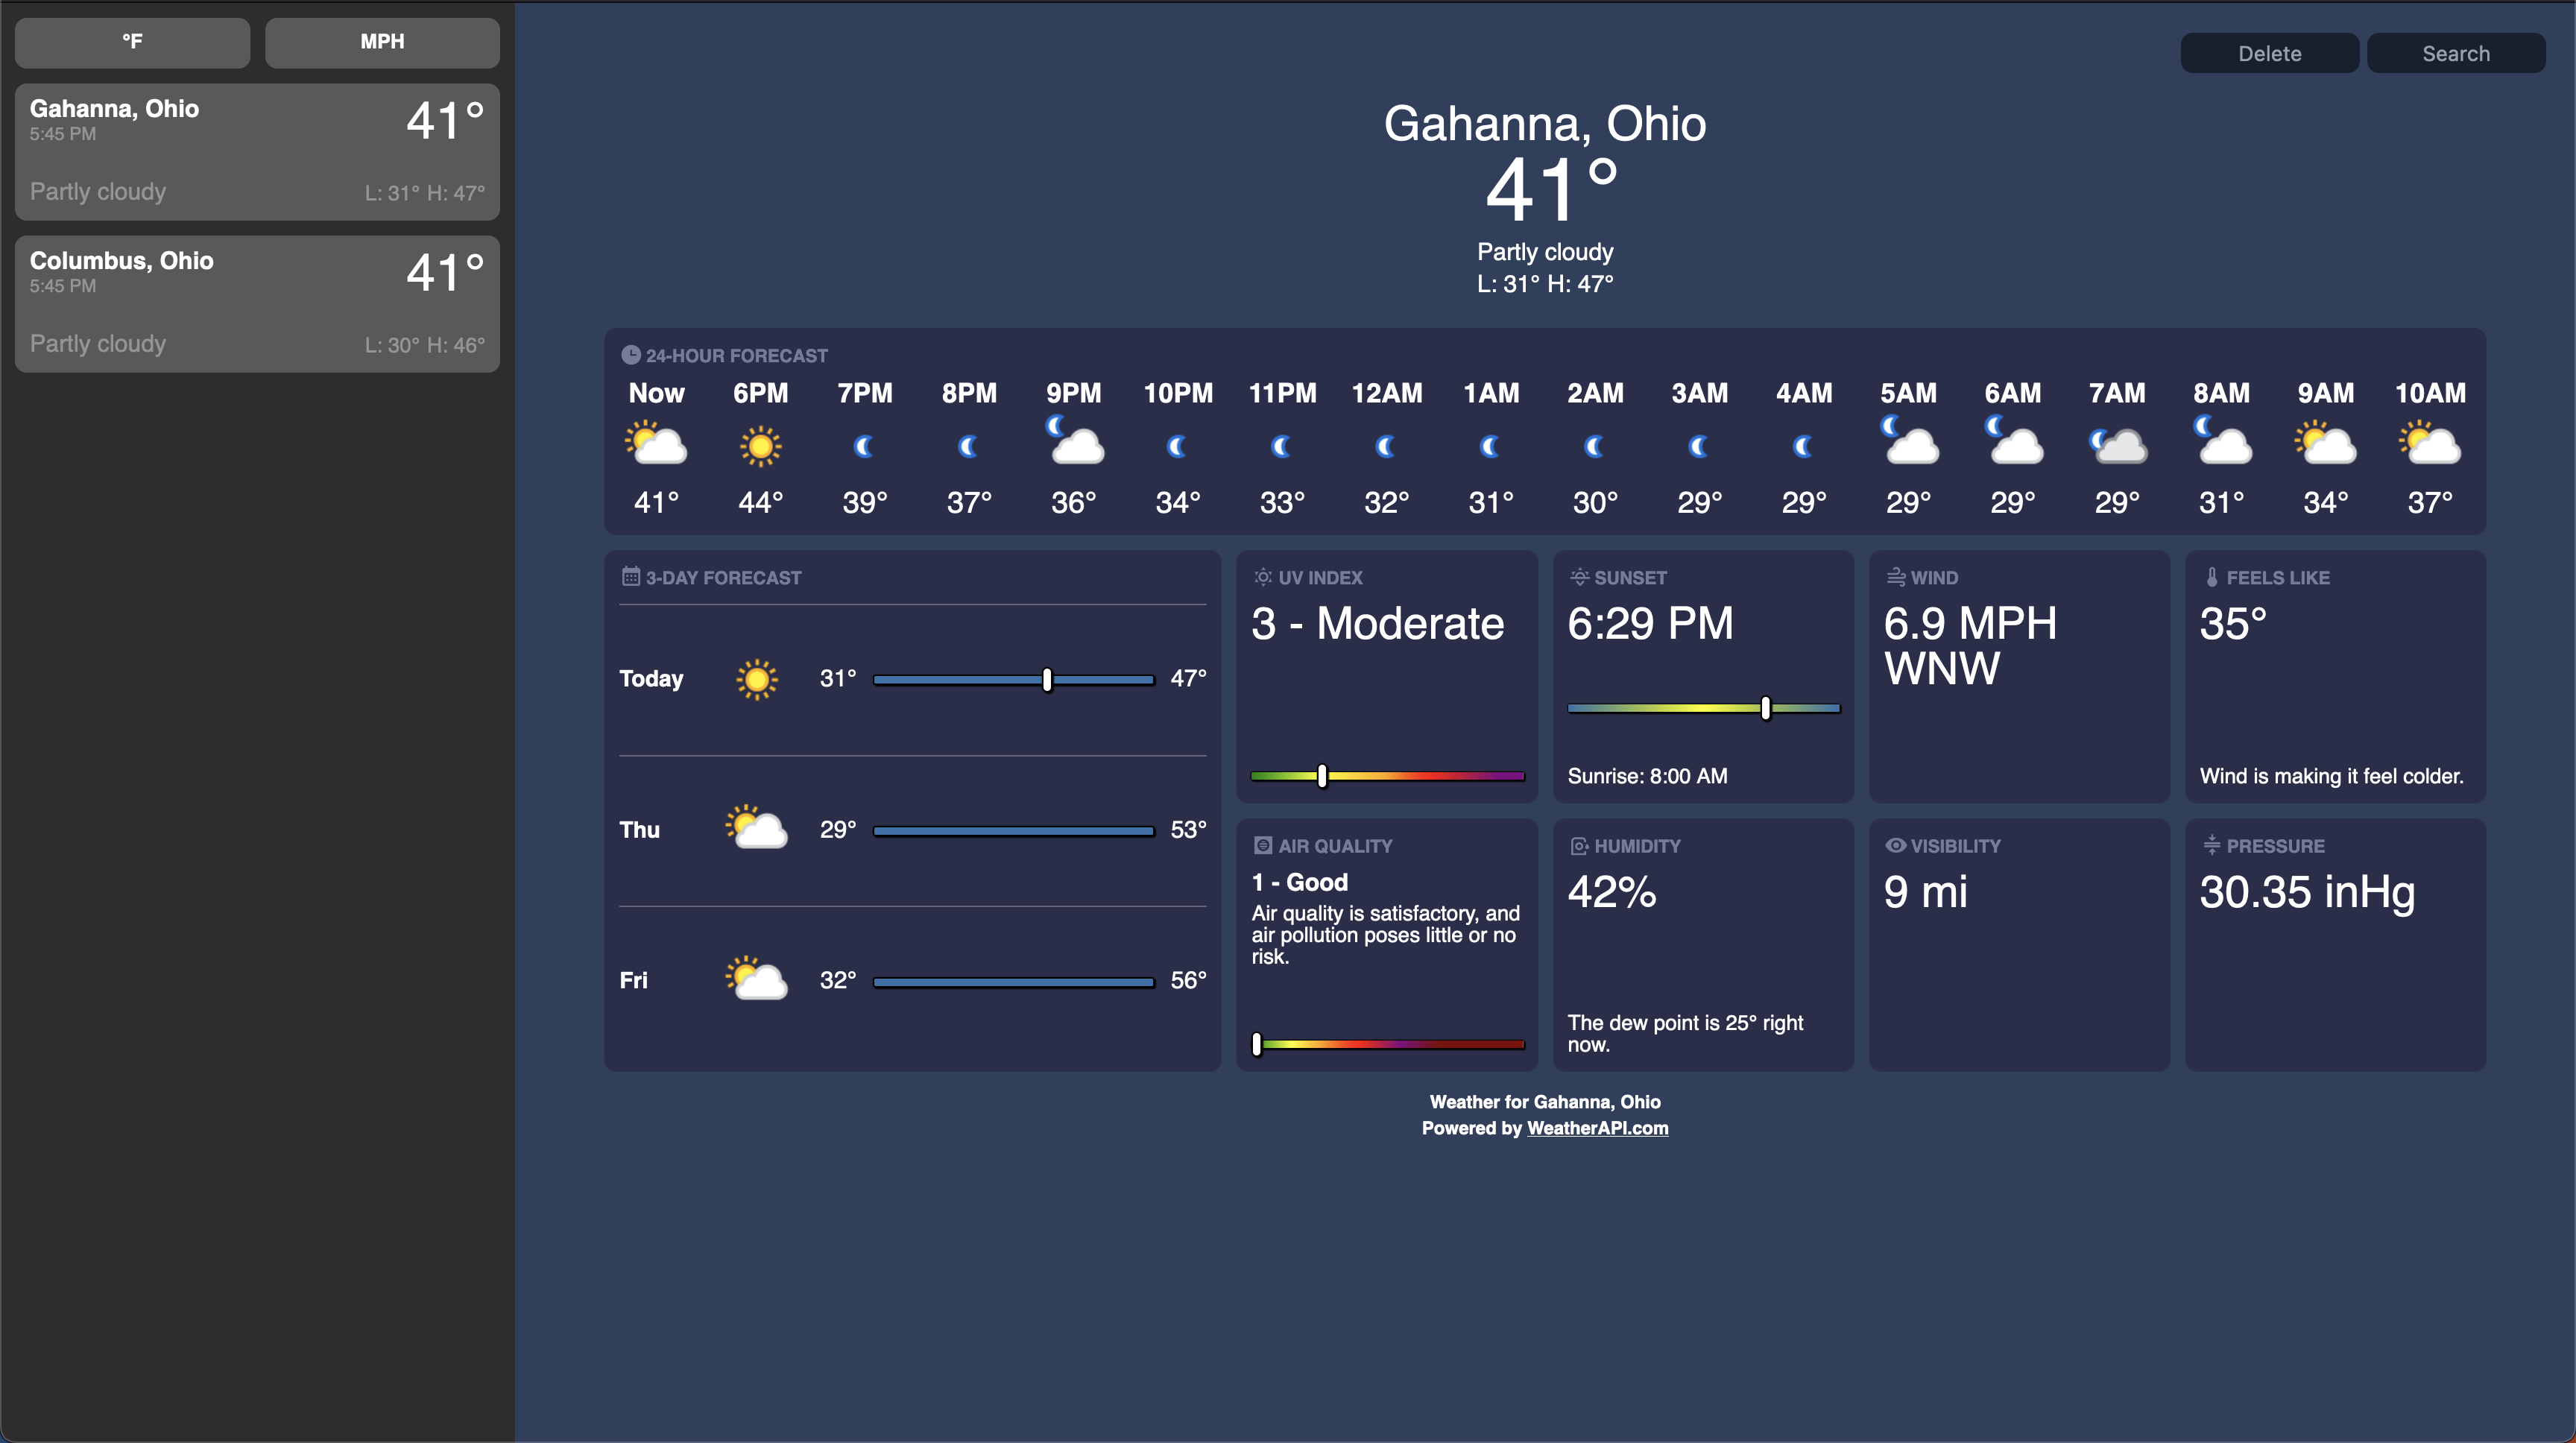 °F MPH
Gahanna, Ohio 41°
5:45 PM
Partly cloudy L: 31° H: 47°
Columbus, Ohio 41°
5:45 PM
Partly cloudy L: 30° H: 46°
Delete Search
Gahanna, Ohio
41°
Partly cloudy
L: 31° H: 47°
24-HOUR FORECAST
Now 6PM 7PM 8PM 9PM 10PM 11PM 12AM 1AM 2AM 3AM 4AM 5AM 6AM 7AM 8AM 9AM 10AM
41° 44° 39° 37° 36° 34° 33° 32° 31° 30° 29° 29° 29° 29° 29° 31° 34° 37°
3-DAY FORECAST
Today 31° 47°
Thu 29° 53°
Fri 32° 56°
UV INDEX
3 - Moderate
SUNSET
6:29 PM
Sunrise: 8:00 AM
WIND
6.9 MPH
WNW
FEELS LIKE
35°
Wind is making it feel colder.
AIR QUALITY
1 - Good
Air quality is satisfactory, and
air pollution poses little or no
risk.
HUMIDITY
42%
The dew point is 25° right
now.
VISIBILITY
9 mi
PRESSURE
30.35 inHg
Weather for Gahanna, Ohio
Powered by WeatherAPI.com